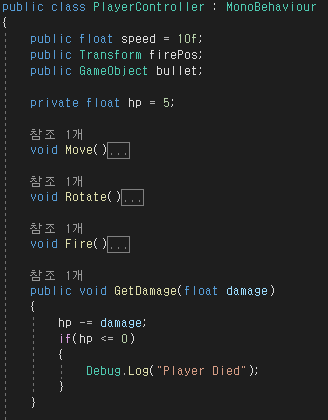 public class PlayerController : MonoBehaviour
{
public float speed = 10f;
public Transform firePos;
public GameObject bullet;
private float hp = 5;
참조 1개
void Move()...
참조 1개
void Rotate()...
참조 1개
void Fire()...
참조 1개
public void GetDamage(float damage)
{
hp -= damage;
if(hp <= 0)
{
Debug.Log("Player Died");
}
}